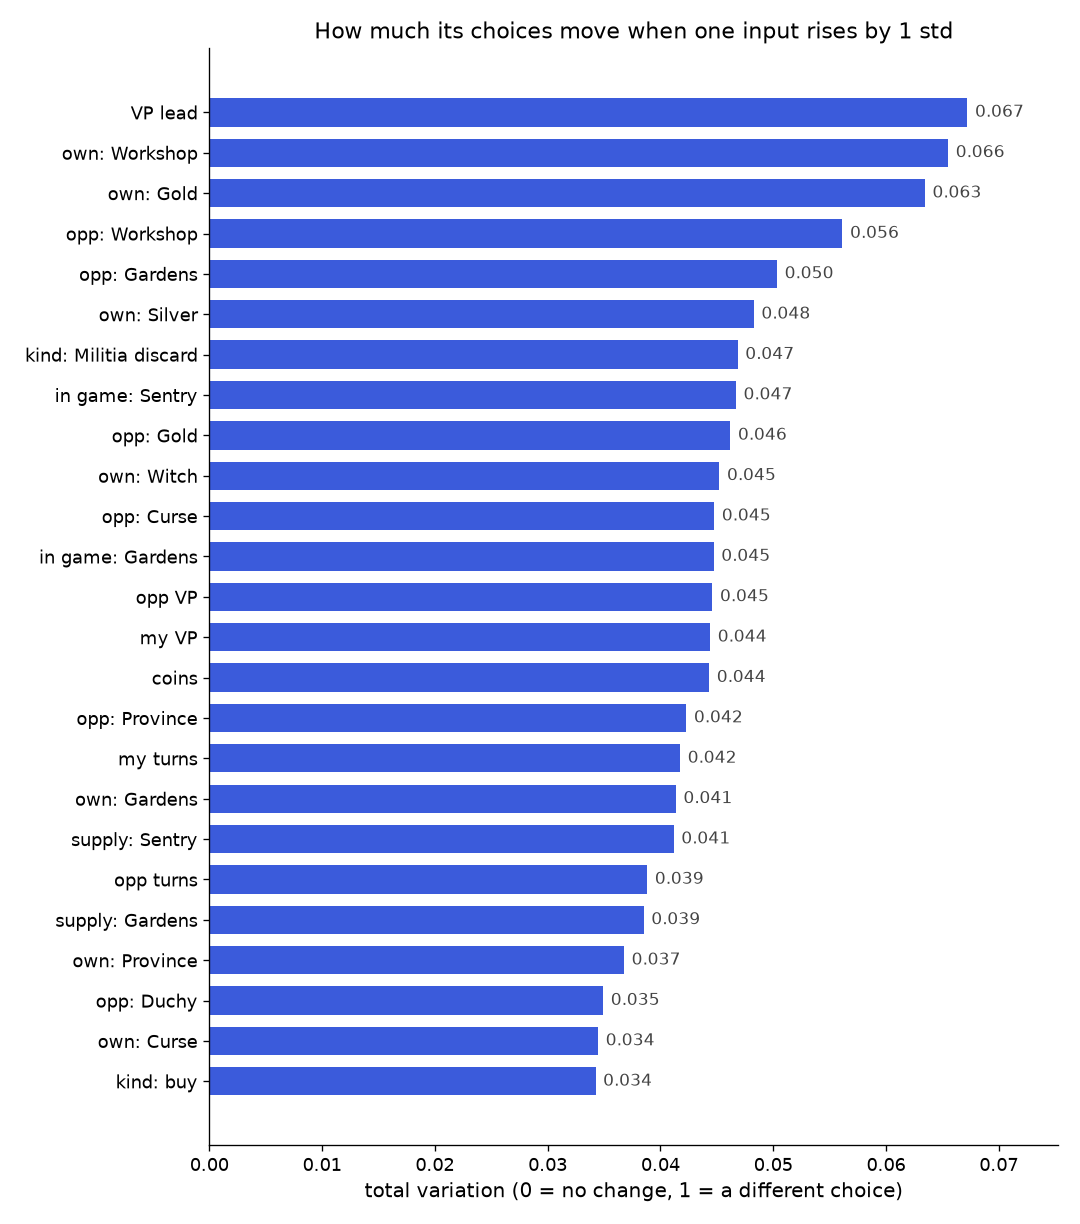 How much its choices move when one input rises by 1 std
VP lead 0.067
own: Workshop 0.066
own: Gold 0.063
opp: Workshop 0.056
opp: Gardens 0.050
own: Silver 0.048
kind: Militia discard 0.047
in game: Sentry 0.047
opp: Gold 0.046
own: Witch 0.045
opp: Curse 0.045
in game: Gardens 0.045
opp VP 0.045
my VP 0.044
coins 0.044
opp: Province 0.042
my turns 0.042
own: Gardens 0.041
supply: Sentry 0.041
opp turns 0.039
supply: Gardens 0.039
own: Province 0.037
opp: Duchy 0.035
own: Curse 0.034
kind: buy 0.034
0.00 0.01 0.02 0.03 0.04 0.05 0.06 0.07
total variation (0 = no change, 1 = a different choice)